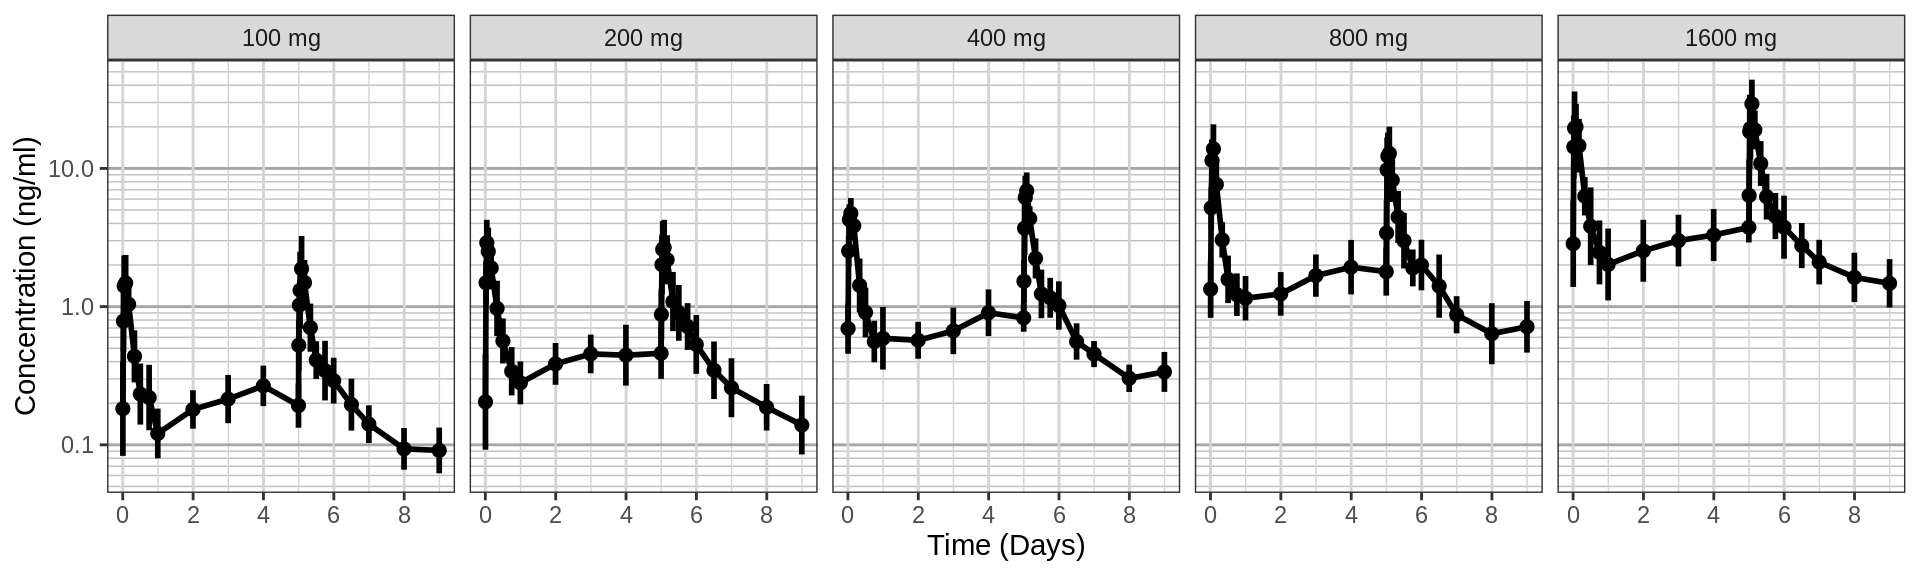 100 mg 200 mg 400 mg 800 mg 1600 mg
Concentration (ng/ml)
10.0
1.0
0.1
0 2 4 6 8 0 2 4 6 8 0 2 4 6 8 0 2 4 6 8 0 2 4 6 8
Time (Days)